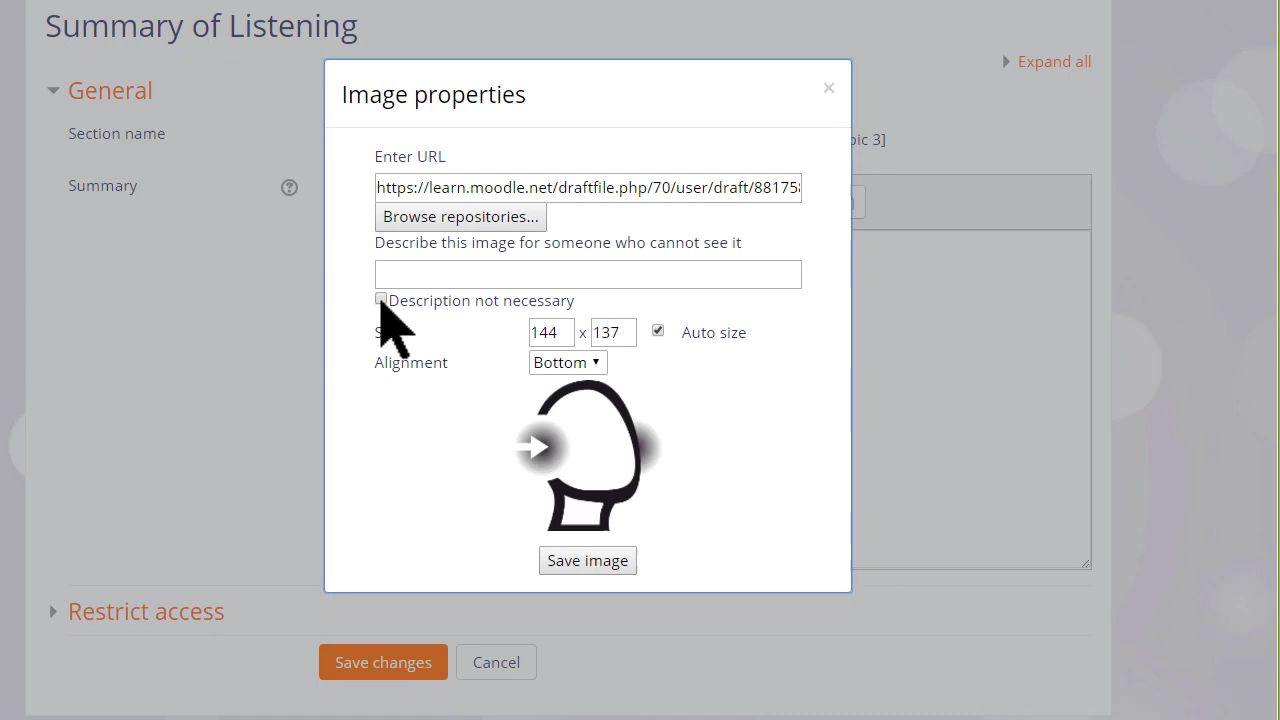 Summary of Listening
Expand all
General
Image properties
×
Section name
pic 3]
Enter URL
Summary
https://learn.moodle.net/draftfile.php/70/user/draft/88175
Browse repositories...
Describe this image for someone who cannot see it
Description not necessary
144 x 137 Auto size
Alignment Bottom
Save image
Restrict access
Save changes Cancel